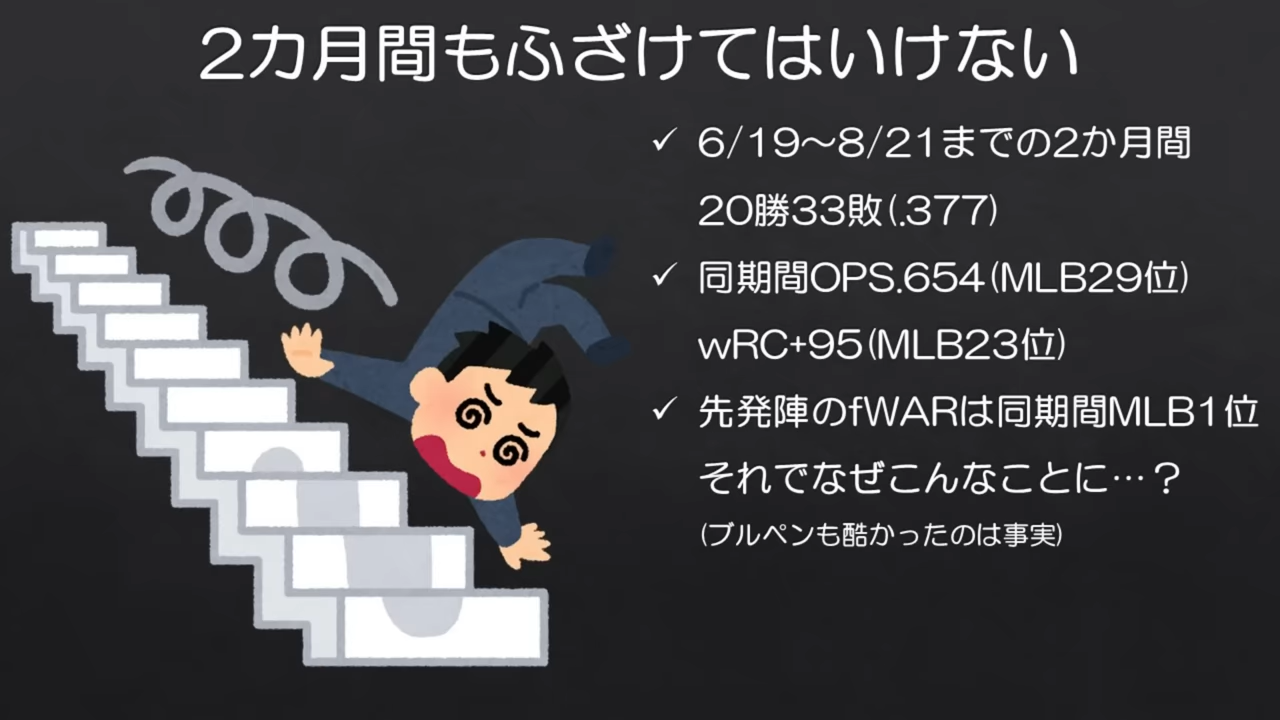 2カ月間もふざけてはいけない
✓ 6/19〜8/21までの2か月間
20勝33敗(.377)
✓ 同期間OPS.654(MLB29位)
wRC+95(MLB23位)
✓ 先発陣のfWARは同期間MLB1位
それでなぜこんなことに…？
(ブルペンも酷かったのは事実)